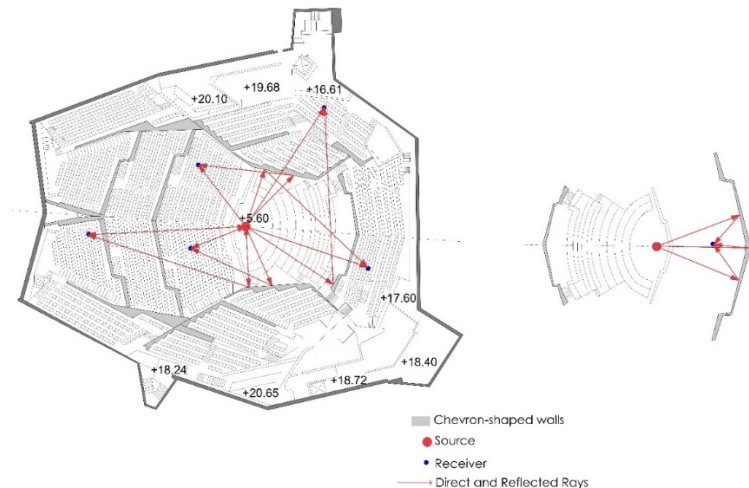 +19.68
+16.61
+20.10
+5.60
+17.60
+18.24
+18.40
+18.72
+20.65
Chevron-shaped walls
Source
Receiver
Direct and Reflected Rays